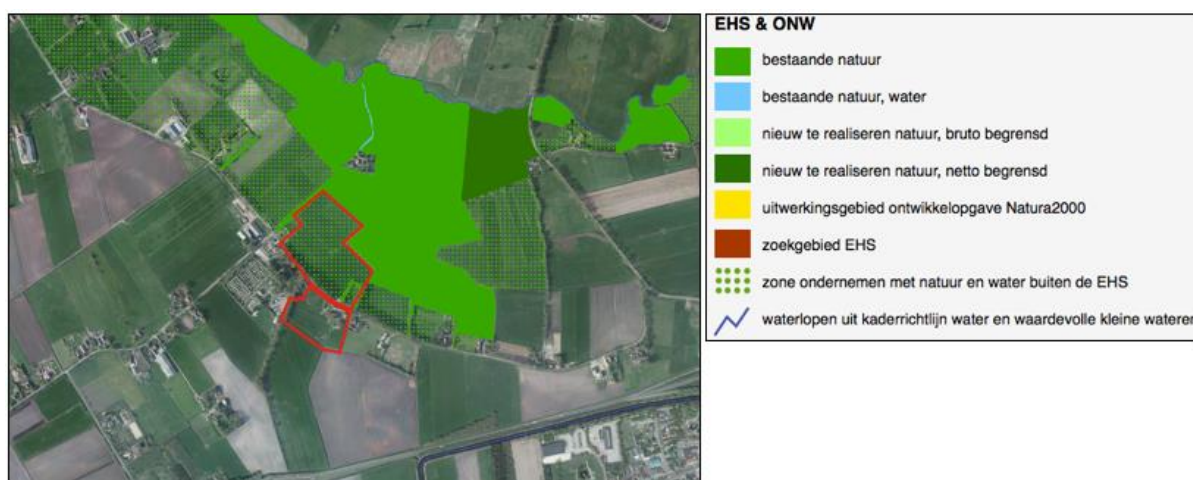 EHS & ONW
bestaande natuur
bestaande natuur, water
nieuw te realiseren natuur, bruto begrensd
nieuw te realiseren natuur, netto begrensd
uitwerkingsgebied ontwikkelopgave Natura2000
zoekgebied EHS
zone ondernemen met natuur en water buiten de EHS
waterlopen uit kaderrichtlijn water en waardevolle kleine wateren